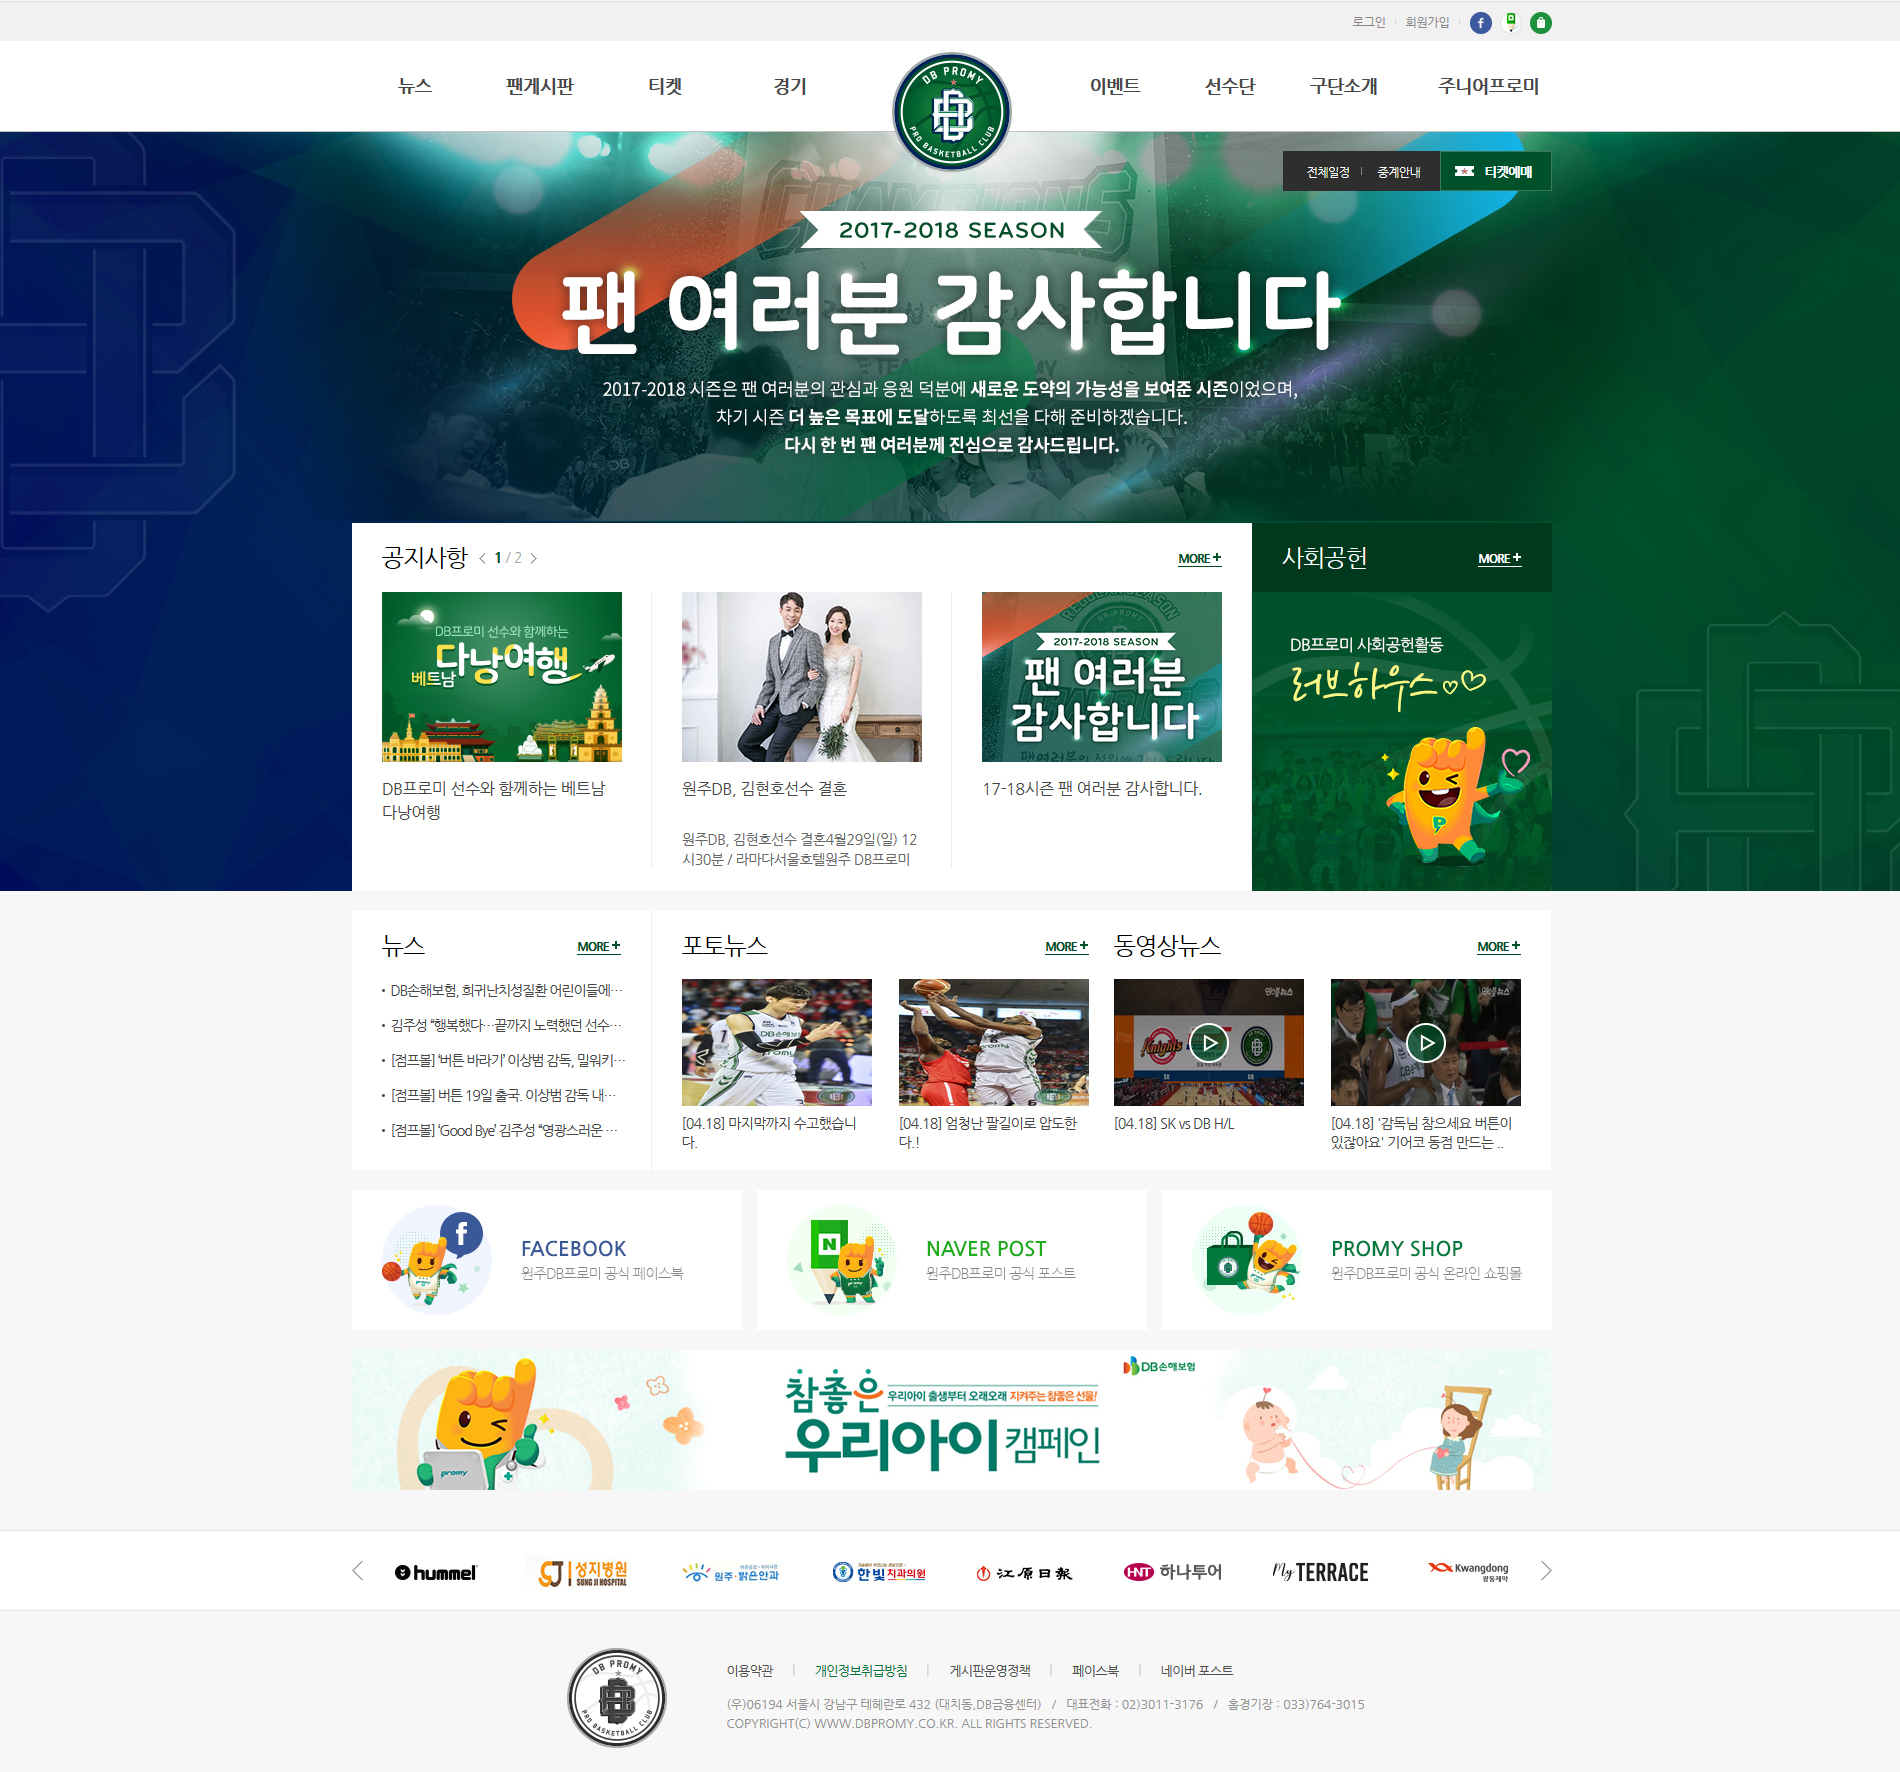 로그인
회원가입
뉴스
팬게시판
티켓
경기
DB PROMY
PRO BASKETBALL CLUB
이벤트
선수단
구단소개
주니어프로미
전체일정
중계안내
티켓예매
CHAMPIONS
2017-2018 SEASON
팬 여러분 감사합니다
2017-2018 시즌은 팬 여러분의 관심과 응원 덕분에 새로운 도약의 가능성을 보여준 시즌이었으며,
차기 시즌 더 높은 목표에 도달하도록 최선을 다해 준비하겠습니다.
다시 한 번 팬 여러분께 진심으로 감사드립니다.
공지사항
1 / 2
MORE +
DB프로미 선수와 함께하는
베트남 다낭여행
2017-2018 SEASON
팬 여러분
감사합니다
DB프로미 선수와 함께하는 베트남
다낭여행
원주DB, 김현호선수 결혼
원주DB, 김현호선수 결혼4월29일(일) 12
시30분 / 라마다서울호텔원주 DB프로미
17-18시즌 팬 여러분 감사합니다.
사회공헌
MORE +
DB프로미 사회공헌활동
러브하우스
뉴스
MORE +
DB손해보험, 희귀난치성질환 어린이들에…
김주성 “행복했다…끝까지 노력했던 선수…
[점프볼] ‘버튼 바라기’ 이상범 감독, 밀워키…
[점프볼] 버튼 19일 출국. 이상범 감독 내…
[점프볼] ‘Good Bye’ 김주성 “영광스러운 …
포토뉴스
MORE +
[04.18] 마지막까지 수고했습니
다.
[04.18] 엄청난 팔길이로 압도한
다.!
동영상뉴스
MORE +
Knights
[04.18] SK vs DB H/L
[04.18] '감독님 참으세요 버튼이
있잖아요' 기어코 동점 만드는 ..
FACEBOOK
원주DB프로미 공식 페이스북
N
NAVER POST
원주DB프로미 공식 포스트
PROMY SHOP
원주DB프로미 공식 온라인 쇼핑몰
promy
DB손해보험
참좋은 우리아이 출생부터 오래오래 지켜주는 참좋은 선물!
우리아이 캠페인
hummel
성지병원
SUNG JI HOSPITAL
원주·밝은안과
한빛치과의원
江原日報
HNT 하나투어
My TERRACE
Kwangdong
광동제약
DB PROMY
PRO BASKETBALL CLUB
이용약관
개인정보취급방침
게시판운영정책
페이스북
네이버 포스트
(우)06194 서울시 강남구 테헤란로 432 (대치동,DB금융센터) / 대표전화 : 02)3011-3176 / 홈경기장 : 033)764-3015
COPYRIGHT(C) WWW.DBPROMY.CO.KR. ALL RIGHTS RESERVED.